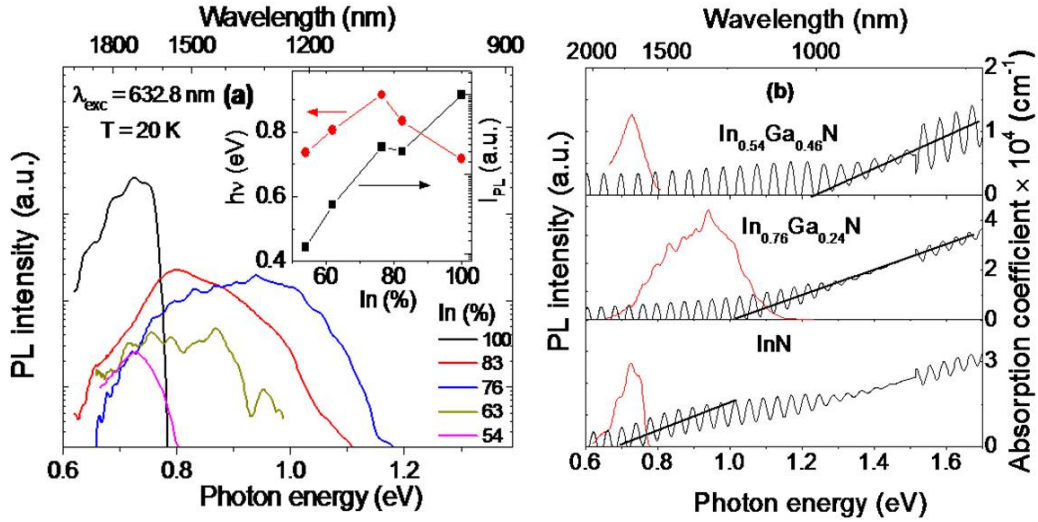 Wavelength (nm)
1800 1500 1200 900
λexc = 632.8 nm (a)
T = 20 K
PL intensity (a.u.)
0.6 0.8 1.0 1.2
Photon energy (eV)
hν (eV)
0.8
0.6
0.4
60 80 100
In (%)
I_PL (a.u.)
In (%)
100
83
76
63
54
Wavelength (nm)
2000 1500 1000
(b)
In0.54Ga0.46N
In0.76Ga0.24N
InN
PL intensity (a.u.)
2
1
0
4
2
0
3
0
Absorption coefficient × 10^4 (cm^-1)
0.6 0.8 1.0 1.2 1.4 1.6
Photon energy (eV)